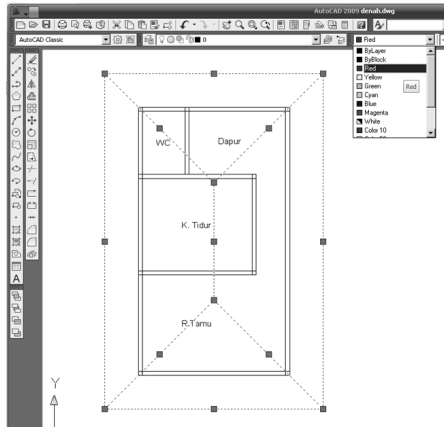 AutoCAD 2009 denah.dwg
AutoCAD Classic
0
Red
ByLayer
ByBlock
Red
Yellow
Green
Red
Cyan
Blue
Magenta
White
Color 10
WC
Dapur
K. Tidur
R.Tamu
A
Y